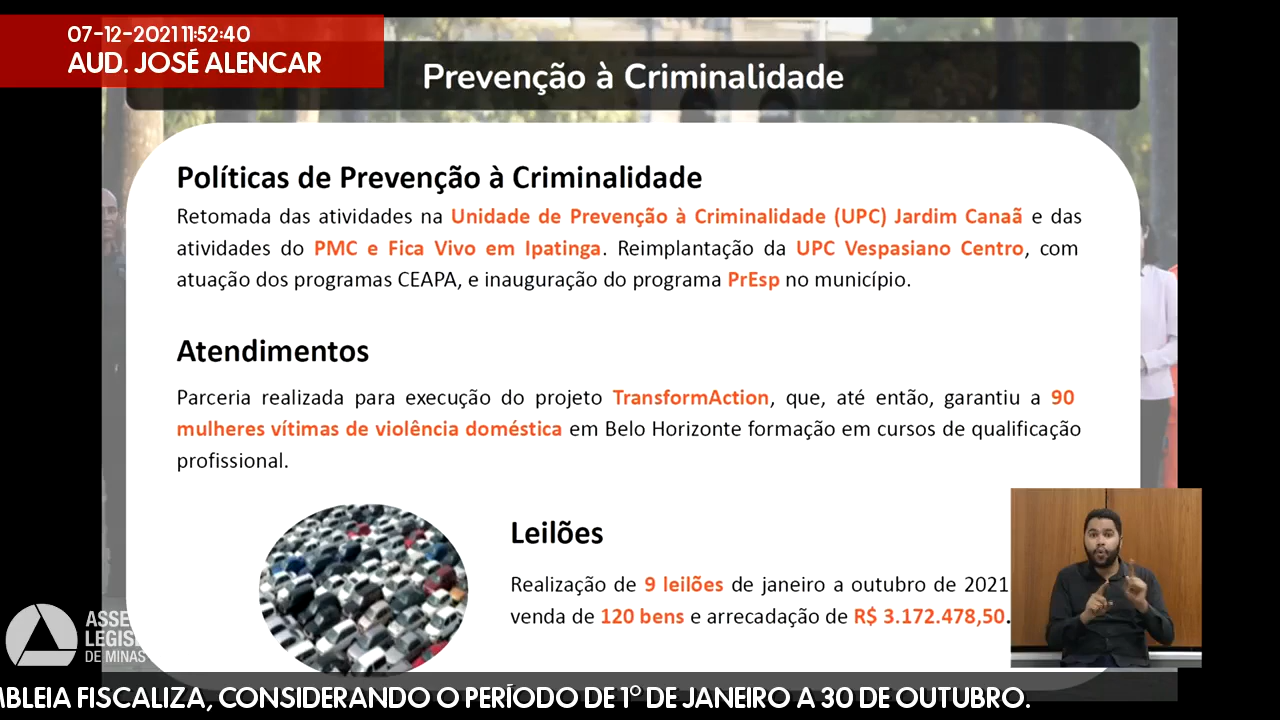 07-12-2021 11:52:40
AUD. JOSÉ ALENCAR
Prevenção à Criminalidade
Políticas de Prevenção à Criminalidade
Retomada das atividades na Unidade de Prevenção à Criminalidade (UPC) Jardim Canaã e das
atividades do PMC e Fica Vivo em Ipatinga. Reimplantação da UPC Vespasiano Centro, com
atuação dos programas CEAPA, e inauguração do programa PrEsp no município.
Atendimentos
Parceria realizada para execução do projeto TransformAction, que, até então, garantiu a 90
mulheres vítimas de violência doméstica em Belo Horizonte formação em cursos de qualificação
profissional.
Leilões
Realização de 9 leilões de janeiro a outubro de 2021
venda de 120 bens e arrecadação de R$ 3.172.478,50.
ASSE
LEGIS
DE MINAS
MBLEIA FISCALIZA, CONSIDERANDO O PERÍODO DE 1º DE JANEIRO A 30 DE OUTUBRO.